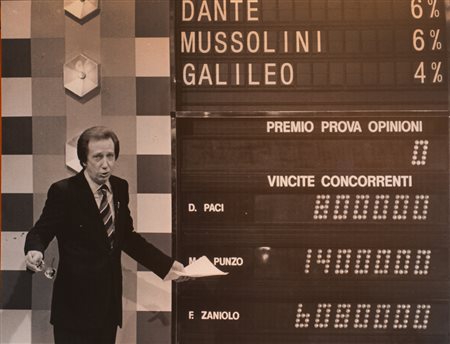 DANTE 6%
MUSSOLINI 6%
GALILEO 4%
PREMIO PROVA OPINIONI
0
VINCITE CONCORRENTI
D. PACI 800000
PUNZO 1400000
F. ZANIOLO 6080000